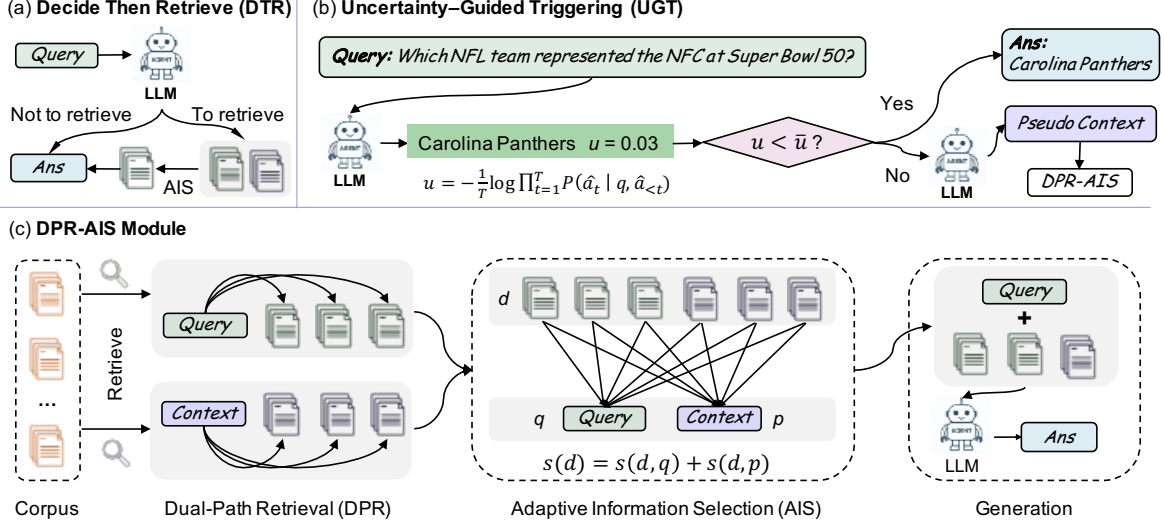 (a) Decide Then Retrieve (DTR)
Query
LLM
Not to retrieve
To retrieve
Ans
AIS
(b) Uncertainty–Guided Triggering (UGT)
Query: Which NFL team represented the NFC at Super Bowl 50?
LLM
Carolina Panthers u = 0.03
u = −1/T log ∏ᵀₜ₌₁ P(âₜ | q, â<ₜ)
u < ū ?
Yes
No
Ans:
Carolina Panthers
LLM
Pseudo Context
DPR-AIS
(c) DPR-AIS Module
Retrieve
...
Query
Context
d
q
Query
Context
p
s(d) = s(d, q) + s(d, p)
Query
+
LLM
Ans
Corpus
Dual-Path Retrieval (DPR)
Adaptive Information Selection (AIS)
Generation